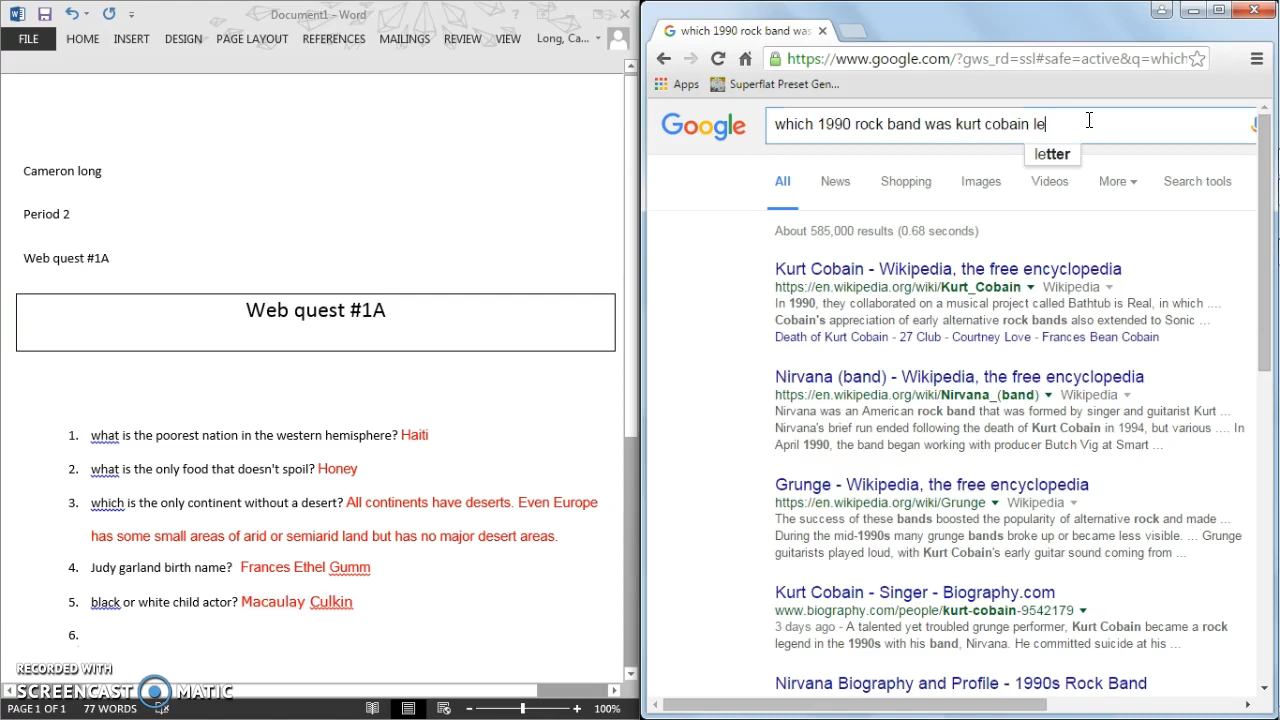 Document1 - Word
FILE
HOME
INSERT
DESIGN
PAGE LAYOUT
REFERENCES
MAILINGS
REVIEW
VIEW
Long, Ca...
Cameron long
Period 2
Web quest #1A
Web quest #1A
1. what is the poorest nation in the western hemisphere? Haiti
2. what is the only food that doesn't spoil? Honey
3. which is the only continent without a desert? All continents have deserts. Even Europe
has some small areas of arid or semiarid land but has no major desert areas.
4. Judy garland birth name? Frances Ethel Gumm
5. black or white child actor? Macaulay Culkin
6.
RECORDED WITH
SCREENCAST MATIC
PAGE 1 OF 1 77 WORDS
100%
which 1990 rock band was
https://www.google.com/?gws_rd=ssl#safe=active&q=which
Apps
Superflat Preset Gen...
Google
which 1990 rock band was kurt cobain le
letter
All News Shopping Images Videos More Search tools
About 585,000 results (0.68 seconds)
Kurt Cobain - Wikipedia, the free encyclopedia
https://en.wikipedia.org/wiki/Kurt_Cobain Wikipedia
In 1990, they collaborated on a musical project called Bathtub is Real, in which ....
Cobain's appreciation of early alternative rock bands also extended to Sonic ...
Death of Kurt Cobain - 27 Club - Courtney Love - Frances Bean Cobain
Nirvana (band) - Wikipedia, the free encyclopedia
https://en.wikipedia.org/wiki/Nirvana_(band) Wikipedia
Nirvana was an American rock band that was formed by singer and guitarist Kurt ...
Nirvana's brief run ended following the death of Kurt Cobain in 1994, but various .... In
April 1990, the band began working with producer Butch Vig at Smart ...
Grunge - Wikipedia, the free encyclopedia
https://en.wikipedia.org/wiki/Grunge Wikipedia
The success of these bands boosted the popularity of alternative rock and made ...
During the mid-1990s many grunge bands broke up or became less visible. ... Grunge
guitarists played loud, with Kurt Cobain's early guitar sound coming from ...
Kurt Cobain - Singer - Biography.com
www.biography.com/people/kurt-cobain-9542179
3 days ago - A talented yet troubled grunge performer, Kurt Cobain became a rock
legend in the 1990s with his band, Nirvana. He committed suicide at his ...
Nirvana Biography and Profile - 1990s Rock Band